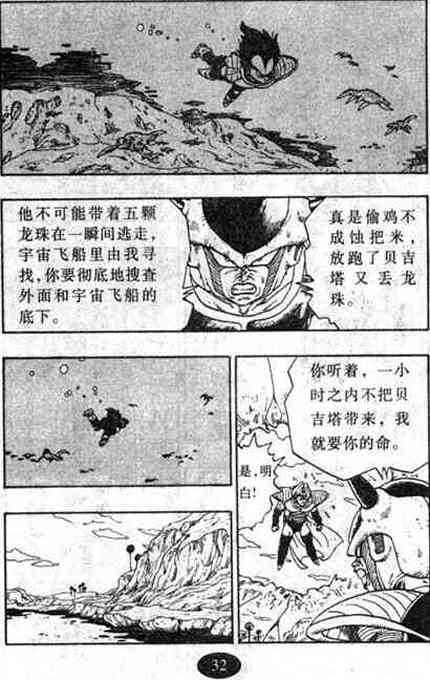 真是偷鸡不
成蚀把米，
放跑了贝吉
塔又丢龙
珠。
他不可能带着五颗
龙珠在一瞬间逃走，
宇宙飞船里由我寻
找，你要彻底地搜查
外面和宇宙飞船的
底下。
你听着，一小
时之内不把贝
吉塔带来，我
就要你的命。
是，明
白！
32